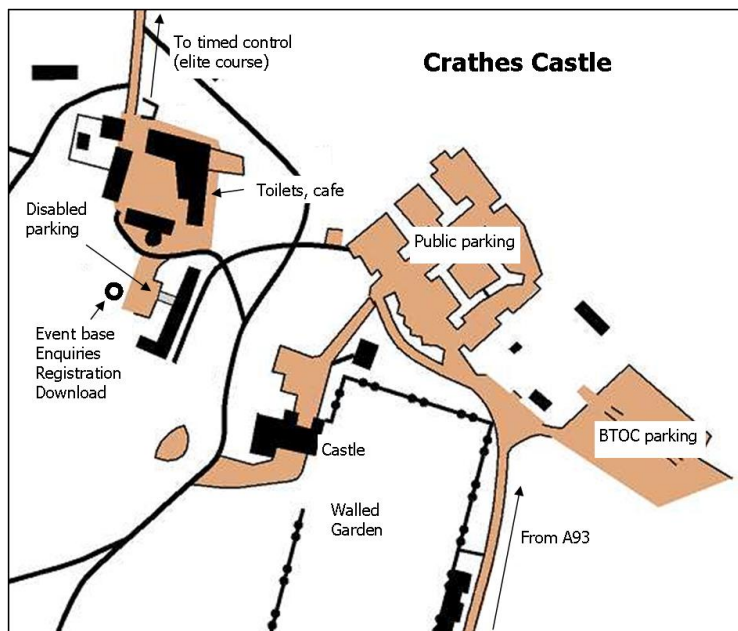 To timed control
(elite course)
Crathes Castle
Toilets, cafe
Disabled
parking
Public parking
Event base
Enquiries
Registration
Download
BTOC parking
Castle
Walled
Garden
From A93